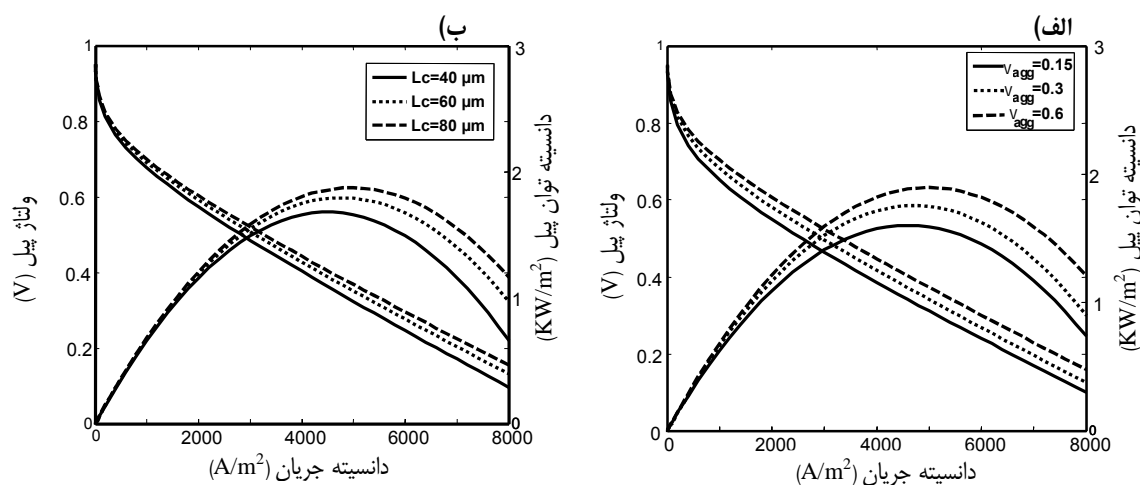 الف)
V agg=0.15
V agg=0.3
V agg=0.6
ولتاژ پیل (V)
1
0.8
0.6
0.4
0.2
0
دانسیته توان پیل (KW/m²)
3
2
1
0
0 2000 4000 6000 8000
دانسیته جریان (A/m²)
ب)
Lc=40 µm
Lc=60 µm
Lc=80 µm
ولتاژ پیل (V)
1
0.8
0.6
0.4
0.2
0
دانسیته توان پیل (KW/m²)
3
2
1
0
0 2000 4000 6000 8000
دانسیته جریان (A/m²)